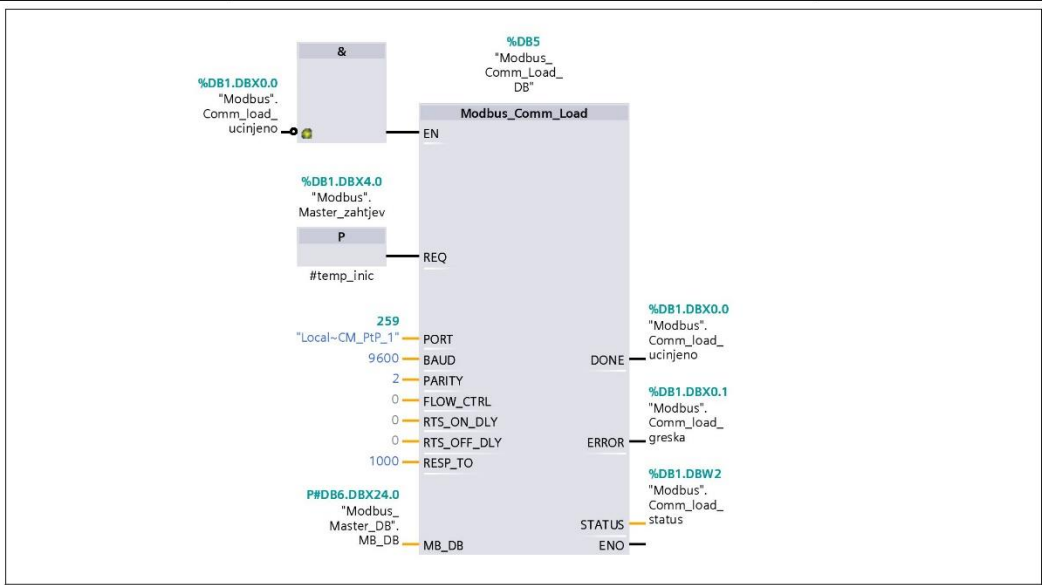 &
%DB1.DBX0.0
"Modbus".
Comm_load_
ucinjeno
%DB5
"Modbus_
Comm_Load_
DB"
Modbus_Comm_Load
EN
%DB1.DBX4.0
"Modbus".
Master_zahtjev
P
#temp_inic
REQ
259
"Local~CM_PtP_1"
PORT
9600
BAUD
2
PARITY
0
FLOW_CTRL
0
RTS_ON_DLY
0
RTS_OFF_DLY
1000
RESP_TO
P#DB6.DBX24.0
"Modbus_
Master_DB".
MB_DB
MB_DB
%DB1.DBX0.0
"Modbus".
Comm_load_
ucinjeno
DONE
%DB1.DBX0.1
"Modbus".
Comm_load_
greska
ERROR
%DB1.DBW2
"Modbus".
Comm_load_
status
STATUS
ENO